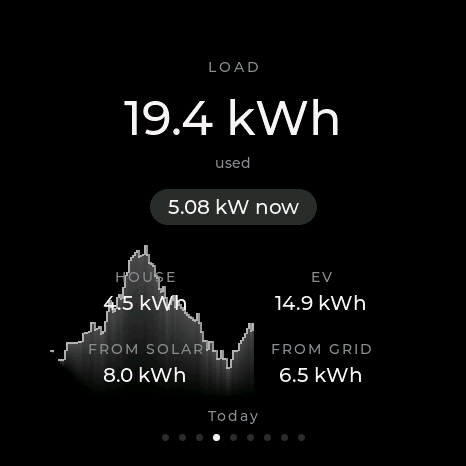 LOAD
19.4 kWh
used
5.08 kW now
HOUSE EV
4.5 kWh 14.9 kWh
FROM SOLAR FROM GRID
8.0 kWh 6.5 kWh
Today